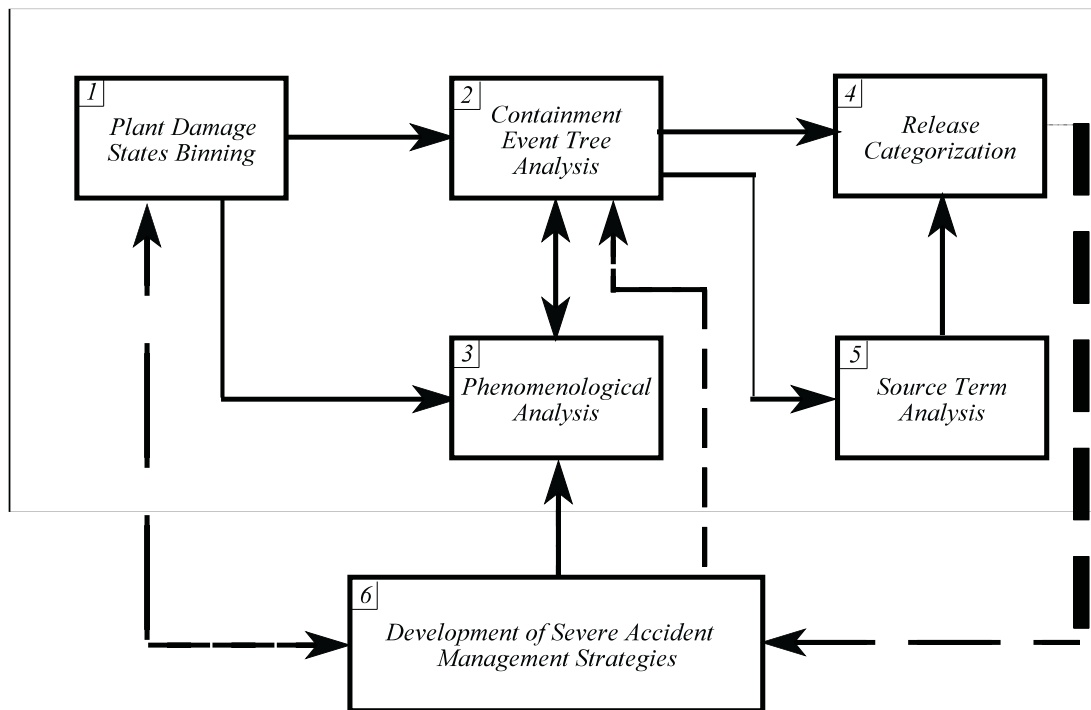 1
Plant Damage
States Binning
2
Containment
Event Tree
Analysis
4
Release
Categorization
3
Phenomenological
Analysis
5
Source Term
Analysis
6
Development of Severe Accident
Management Strategies